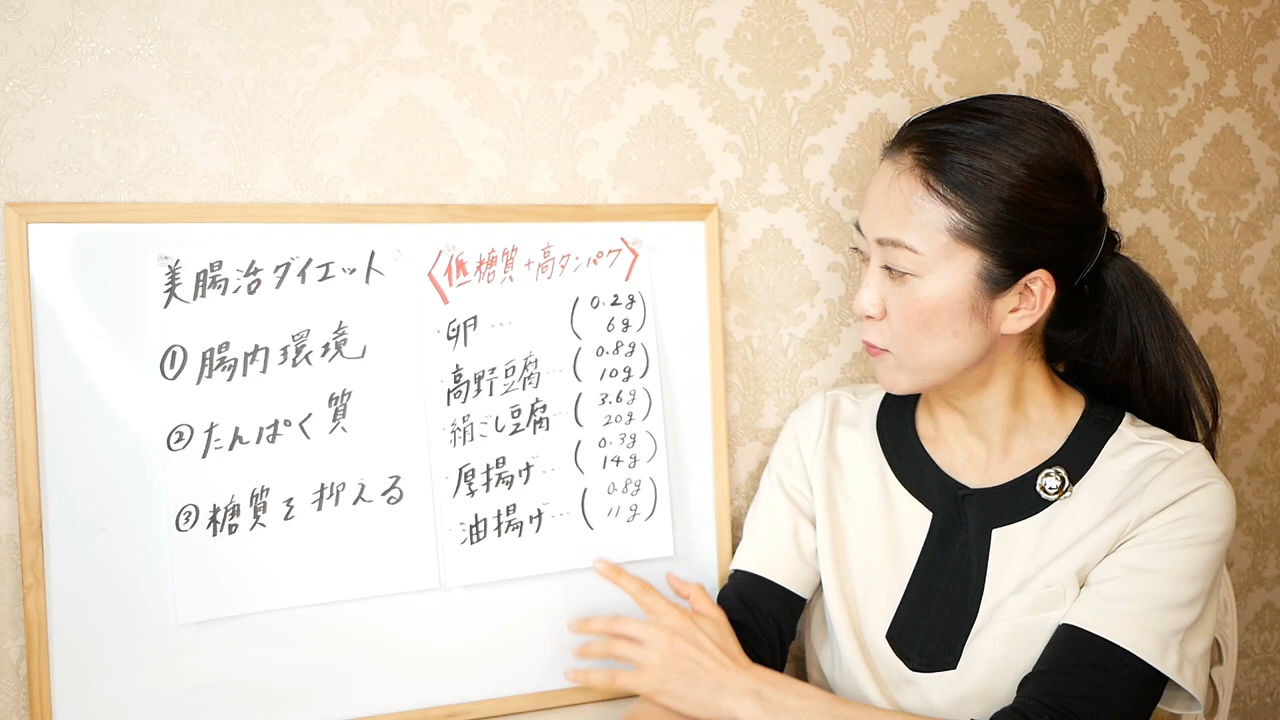 美腸治ダイエット
① 腸内環境
② たんぱく質
③ 糖質を抑える
〈低糖質+高タンパク〉
・卵…(0.2g
6g)
・高野豆腐…(0.8g
10g)
・絹ごし豆腐…(3.6g
20g)
・厚揚げ…(0.3g
14g)
・油揚げ…(0.8g
11g)